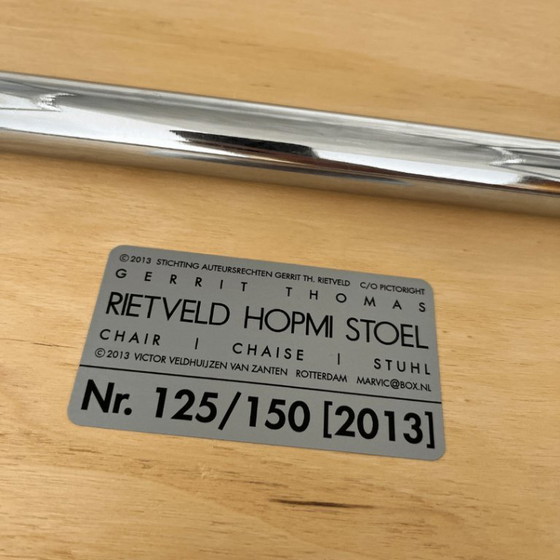 © 2013 STICHTING AUTEURSRECHTEN GERRIT TH. RIETVELD C/O PICTORIGHT
GERRIT THOMAS
RIETVELD HOPMI STOEL
CHAIR | CHAISE | STUHL
© 2013 VICTOR VELDHUIJZEN VAN ZANTEN ROTTERDAM MARVIC@BOX.NL
Nr. 125/150 [2013]